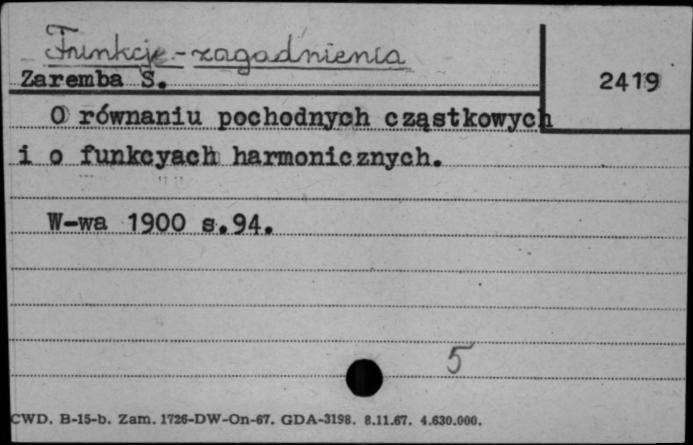 Funkcje - zagadnienia
Zaremba S.
2419
O równaniu pochodnych cząstkowych
i o funkcyach harmonicznych.
W-wa 1900 s.94.
5
CWD. B-15-b. Zam. 1726-DW-On-67. GDA-3198. 8.11.67. 4.630.000.